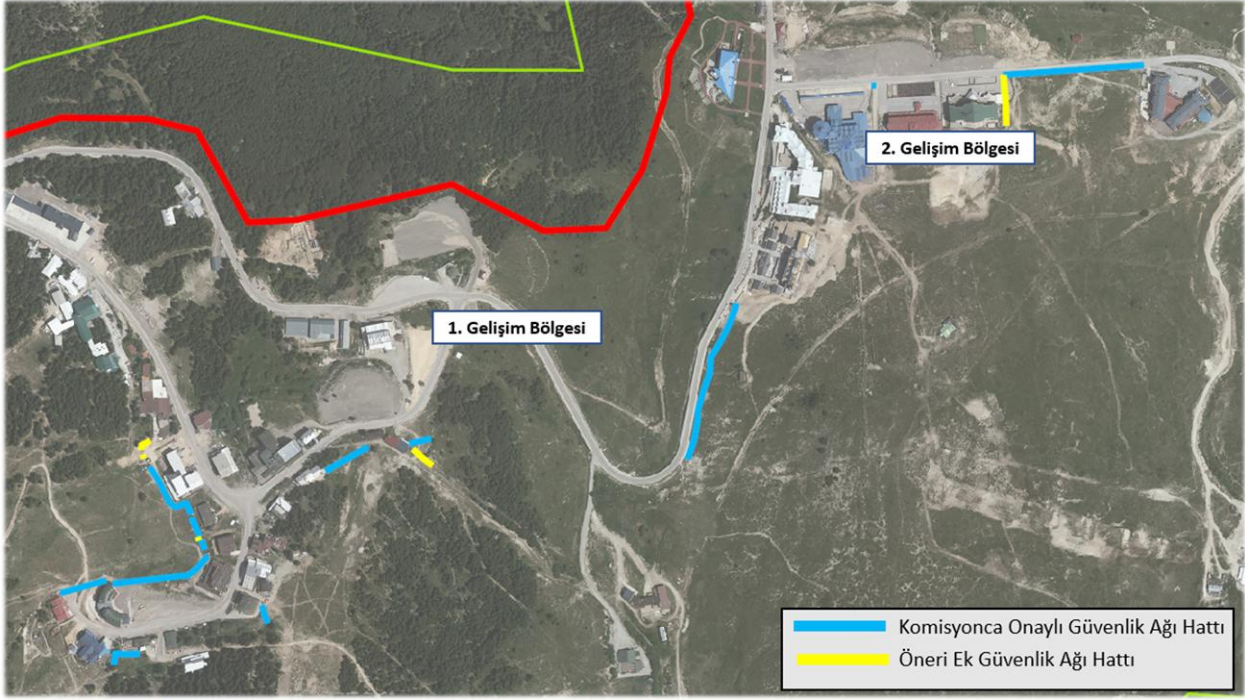 2. Gelişim Bölgesi
1. Gelişim Bölgesi
Komisyonca Onaylı Güvenlik Ağı Hattı
Öneri Ek Güvenlik Ağı Hattı